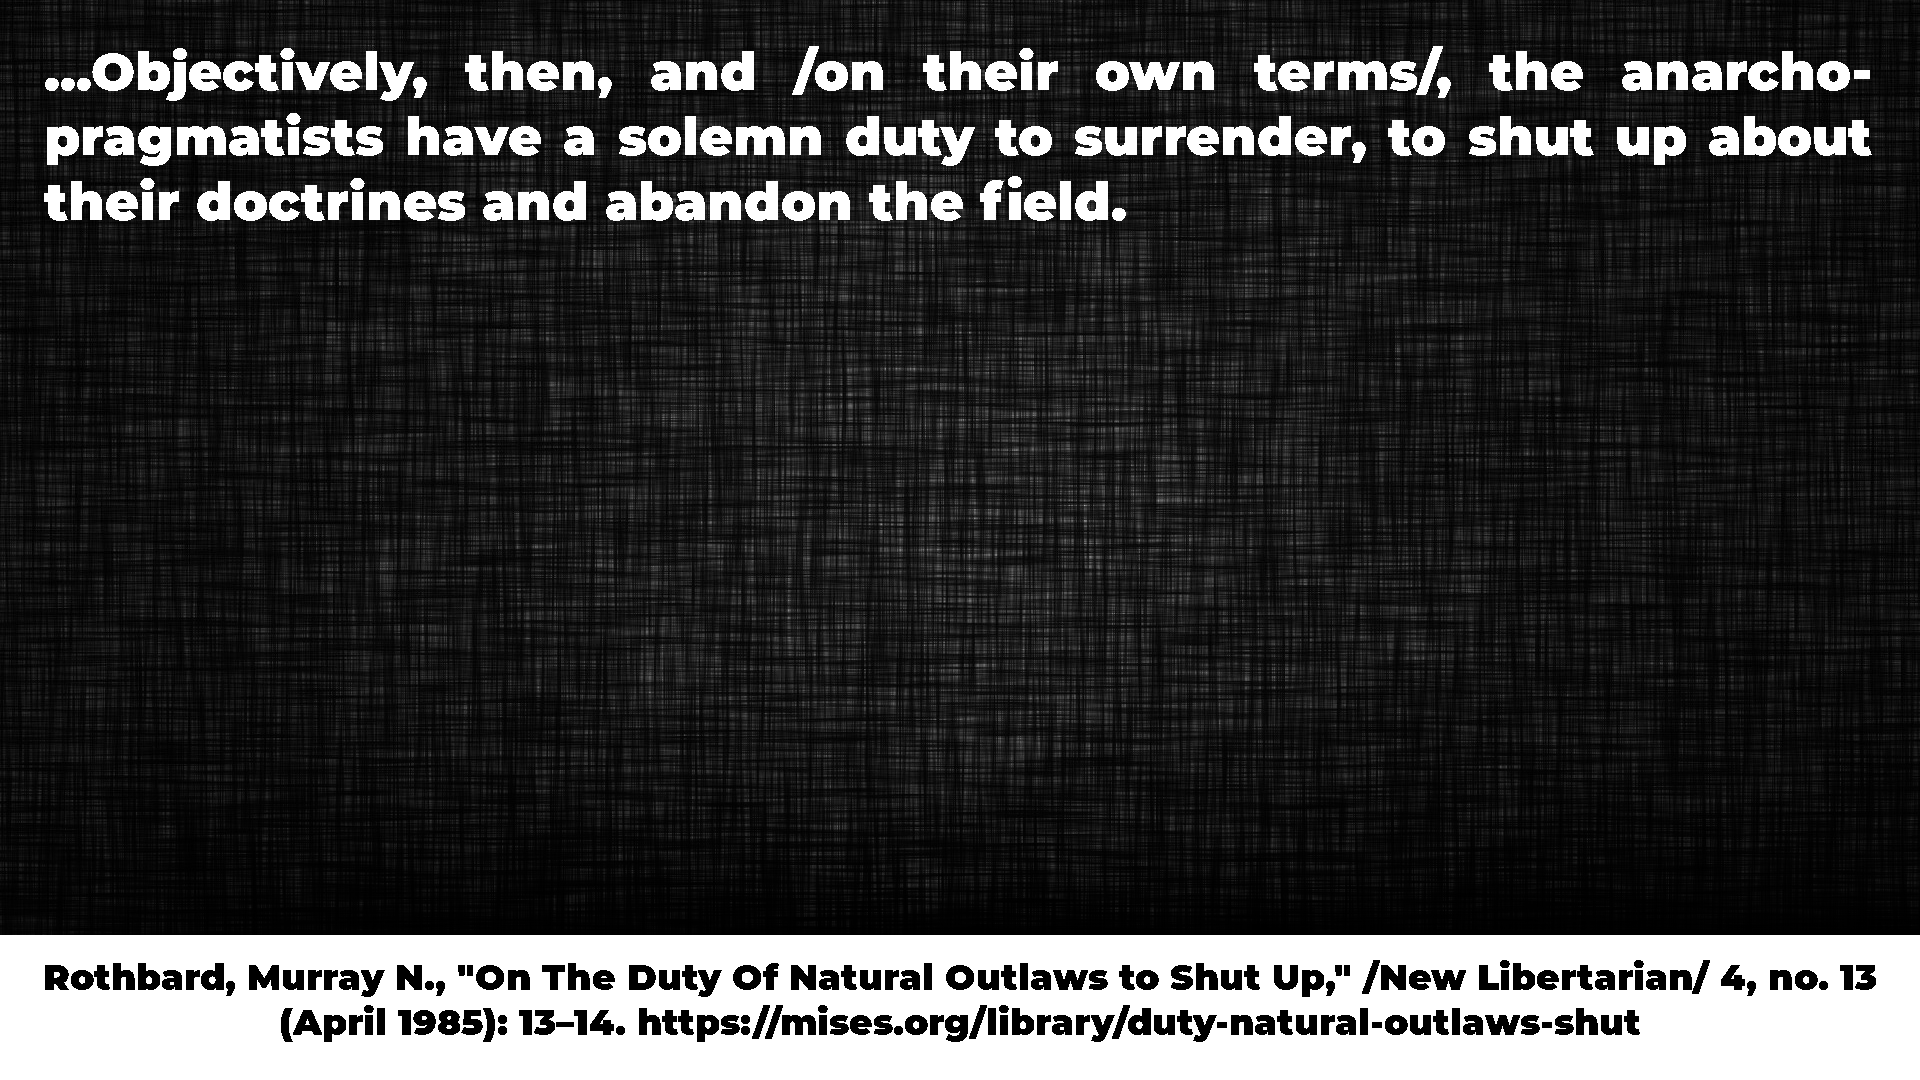 ...Objectively, then, and /on their own terms/, the anarcho-
pragmatists have a solemn duty to surrender, to shut up about
their doctrines and abandon the field.
Rothbard, Murray N., "On The Duty Of Natural Outlaws to Shut Up," /New Libertarian/ 4, no. 13
(April 1985): 13–14. https://mises.org/library/duty-natural-outlaws-shut